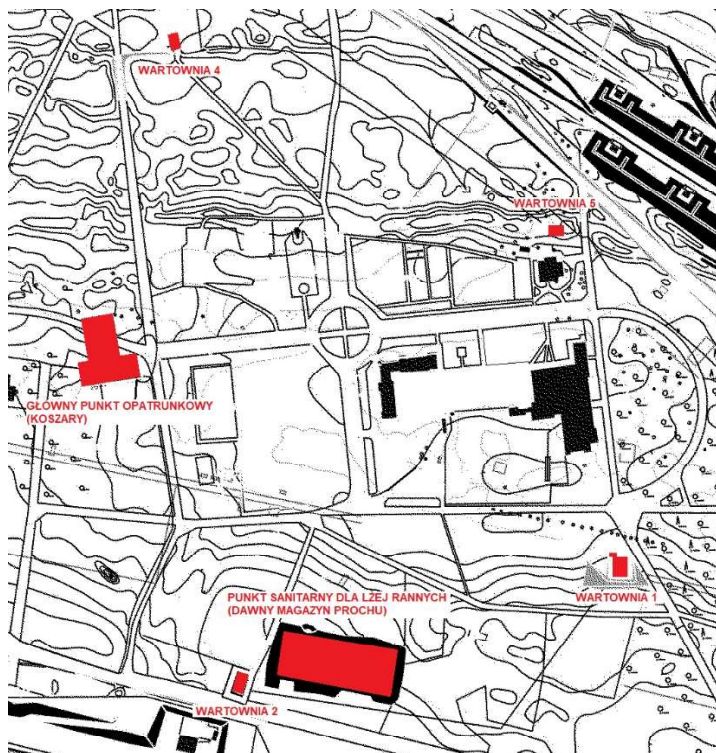 WARTOWNIA 4
WARTOWNIA 5
GŁÓWNY PUNKT OPATRUNKOWY
(KOSZARY)
WARTOWNIA 1
PUNKT SANITARNY DLA LŻEJ RANNYCH
(DAWNY MAGAZYN PROCHU)
WARTOWNIA 2